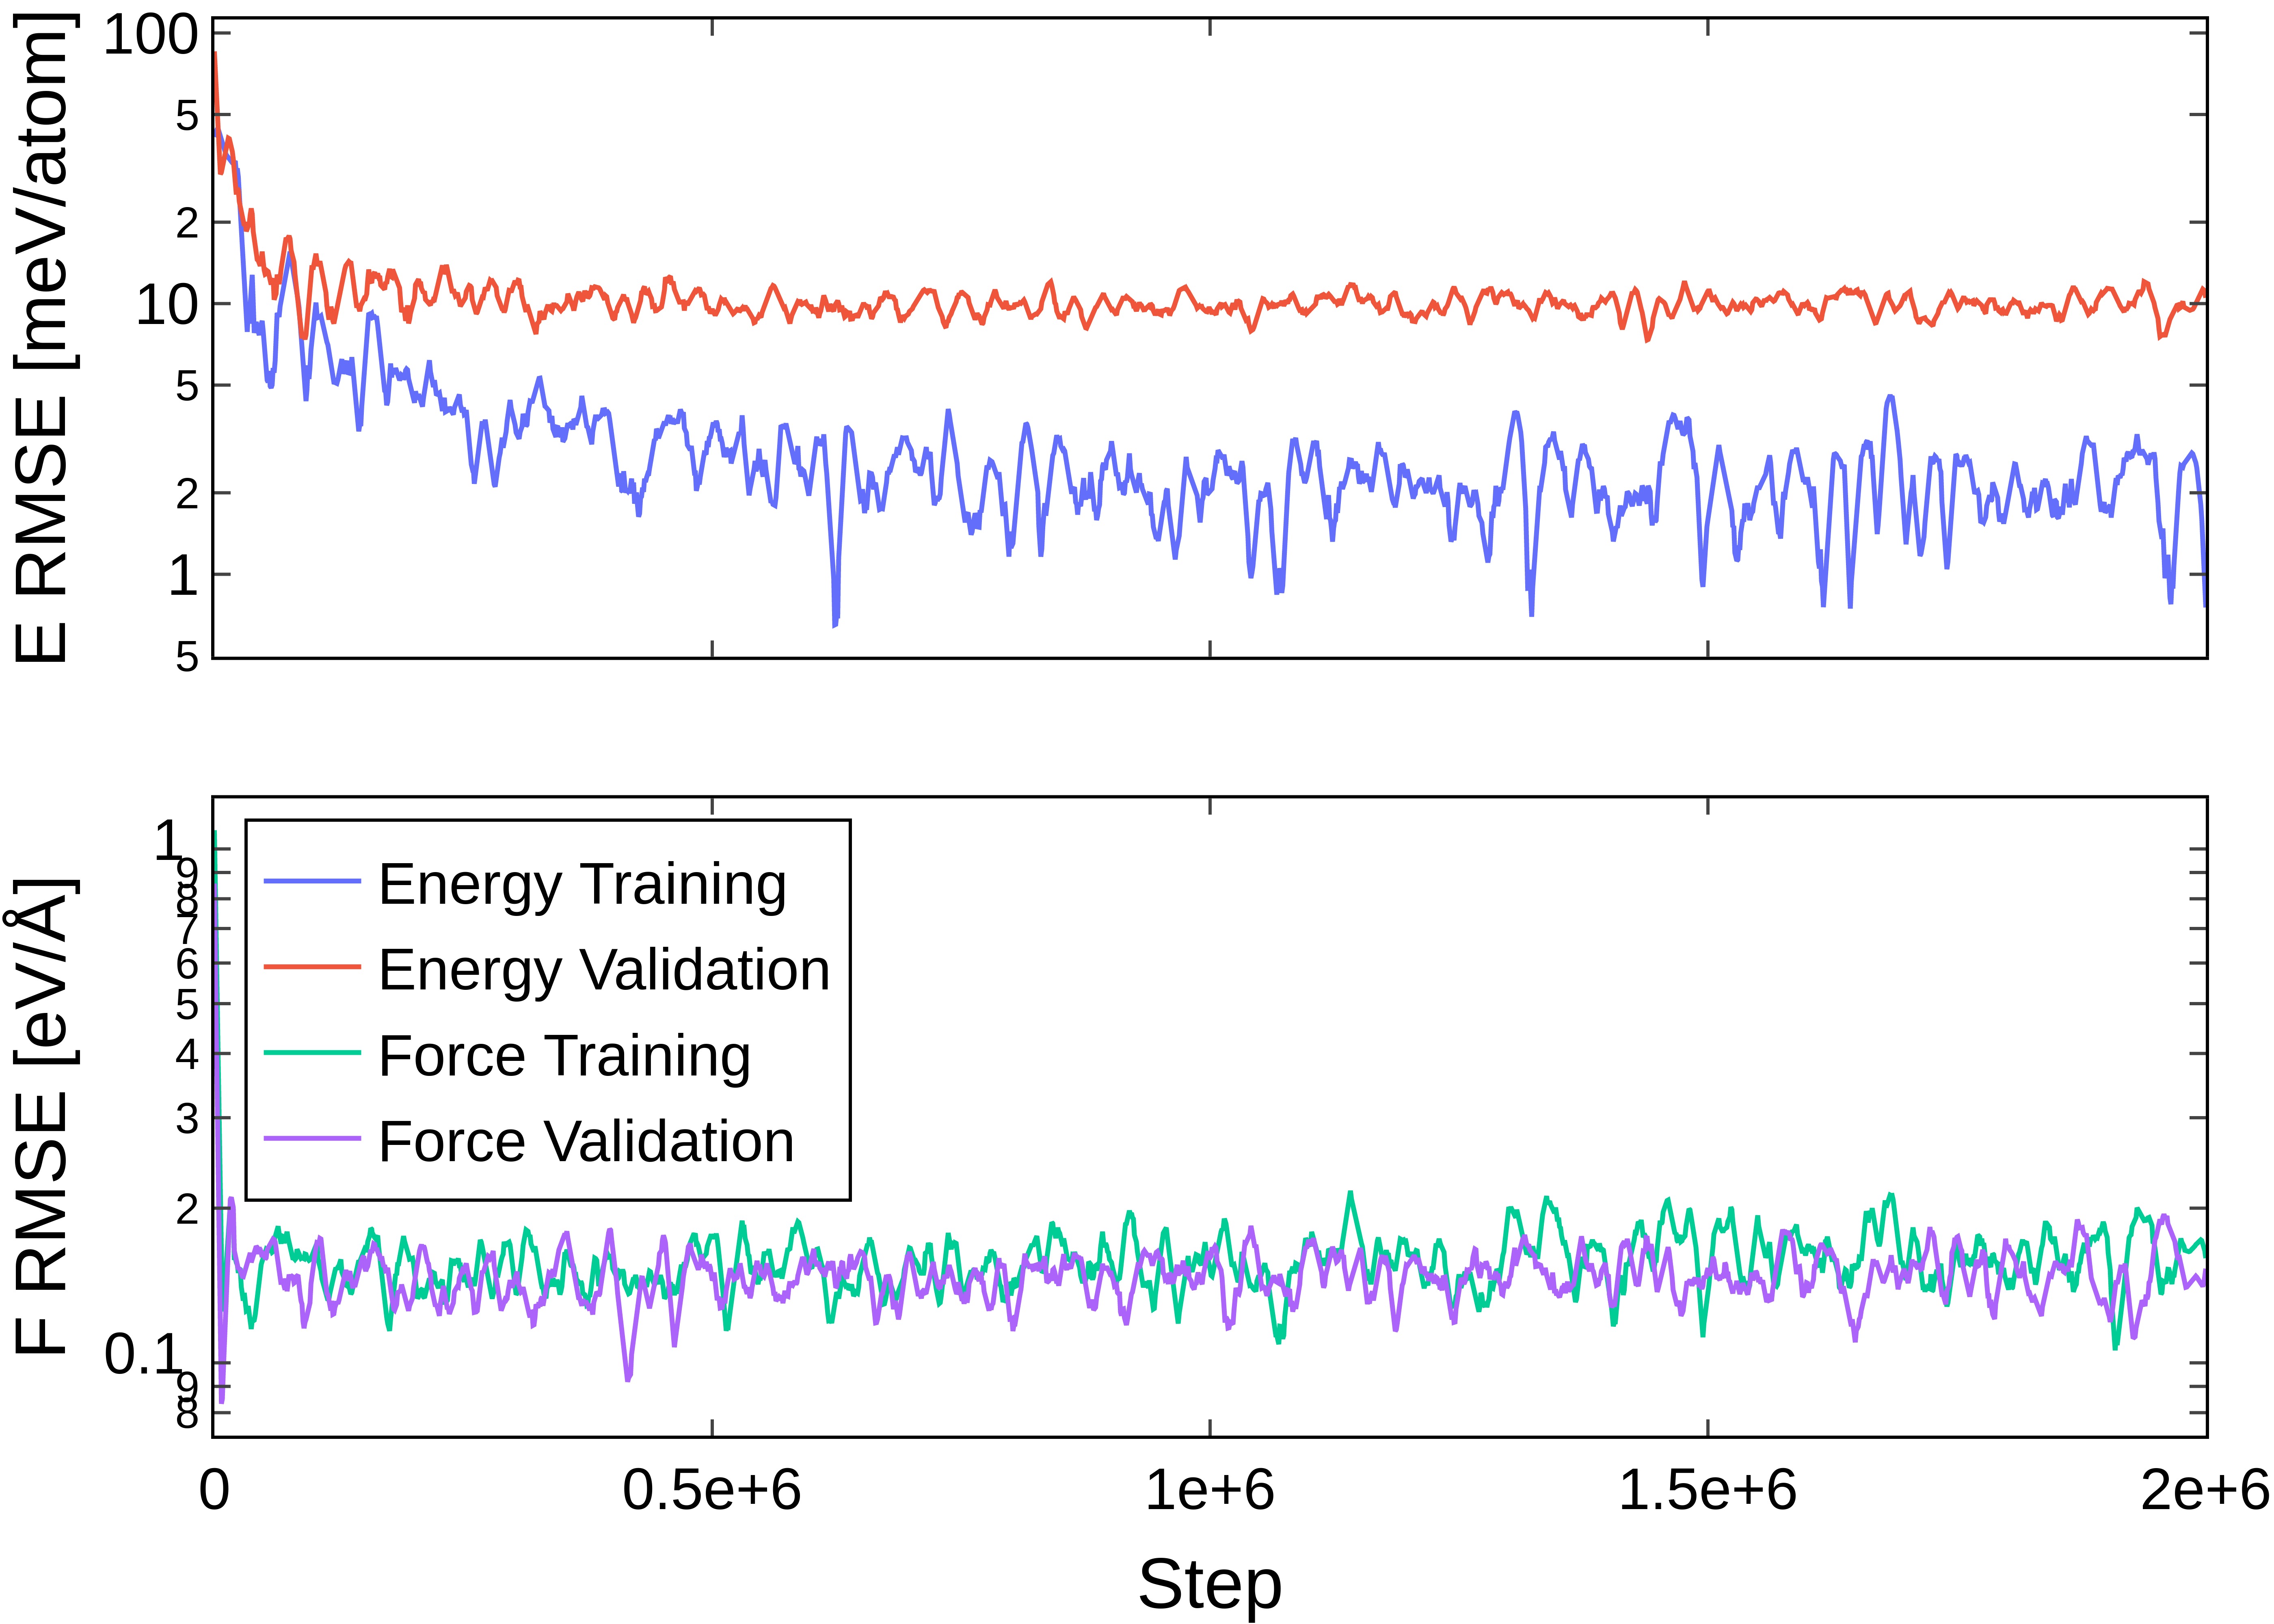 E RMSE [meV/atom]
100
5
2
10
5
2
1
5
F RMSE [eV/Å]
1
9
8
7
6
5
4
3
2
0.1
9
8
Energy Training
Energy Validation
Force Training
Force Validation
0 0.5e+6 1e+6 1.5e+6 2e+6
Step